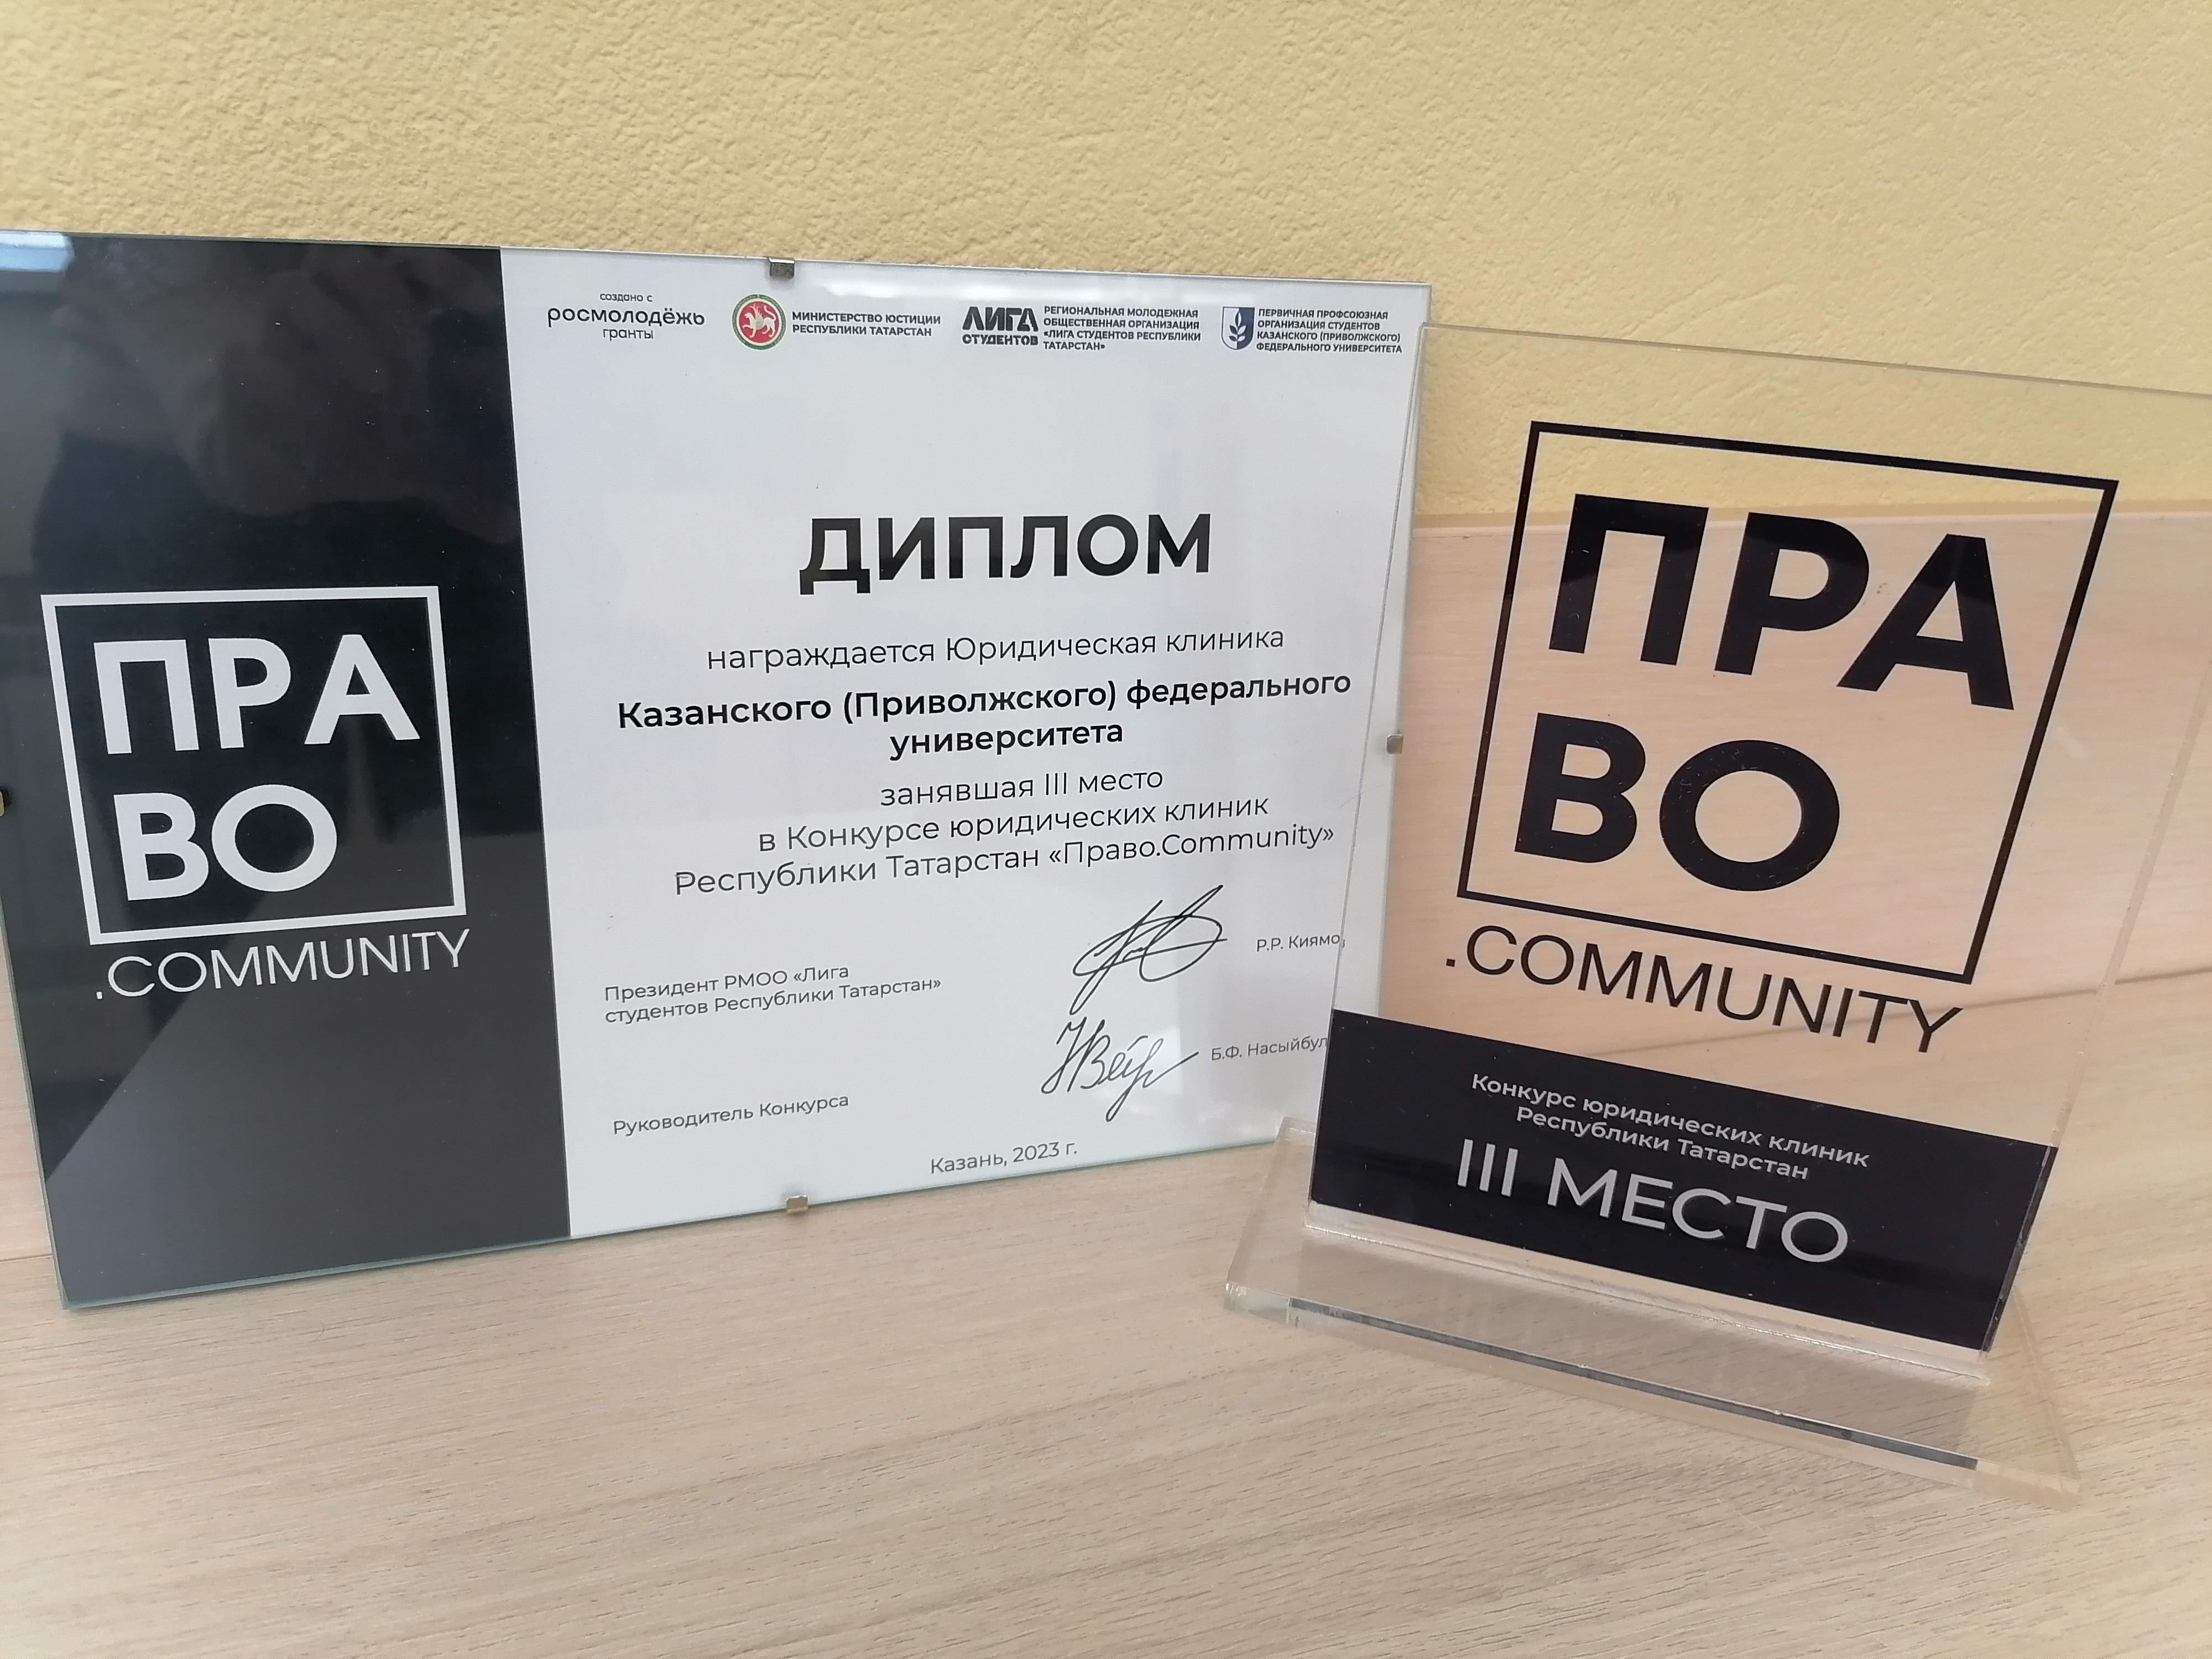 создано с
росмолодёжь
гранты
МИНИСТЕРСТВО ЮСТИЦИИ
РЕСПУБЛИКИ ТАТАРСТАН
ЛИГА
СТУДЕНТОВ
РЕГИОНАЛЬНАЯ МОЛОДЕЖНАЯ
ОБЩЕСТВЕННАЯ ОРГАНИЗАЦИЯ
«ЛИГА СТУДЕНТОВ РЕСПУБЛИКИ
ТАТАРСТАН»
ПЕРВИЧНАЯ ПРОФСОЮЗНАЯ
ОРГАНИЗАЦИЯ СТУДЕНТОВ
КАЗАНСКОГО (ПРИВОЛЖСКОГО)
ФЕДЕРАЛЬНОГО УНИВЕРСИТЕТА
ПРА
ВО
.COMMUNITY
ДИПЛОМ
награждается Юридическая клиника
Казанского (Приволжского) федерального
университета
занявшая III место
в Конкурсе юридических клиник
Республики Татарстан «Право.Community»
Президент РМОО «Лига
студентов Республики Татарстан»
Р.Р.
Руководитель Конкурса
Б.Ф.
Казань, 2023 г.
ПРА
ВО
.COMMUNITY
Конкурс юридических клиник
Республики Татарстан
III МЕСТО